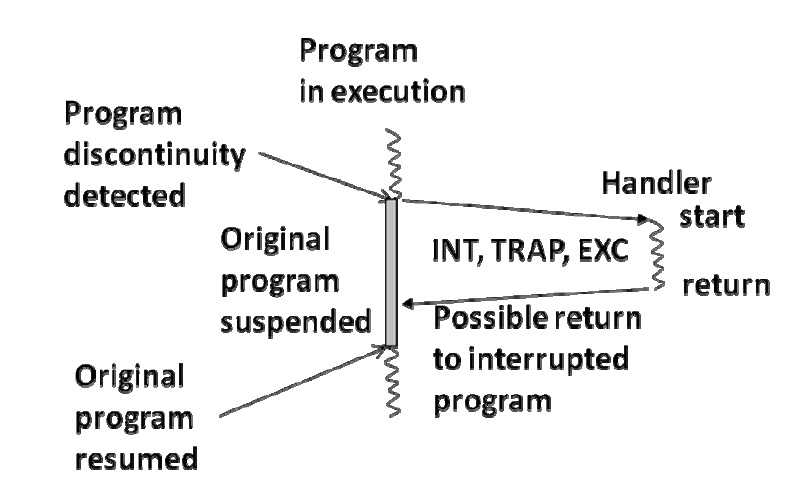 Program
in execution
Program
discontinuity
detected
Handler
start
Original
program
suspended
INT, TRAP, EXC
return
Possible return
to interrupted
program
Original
program
resumed